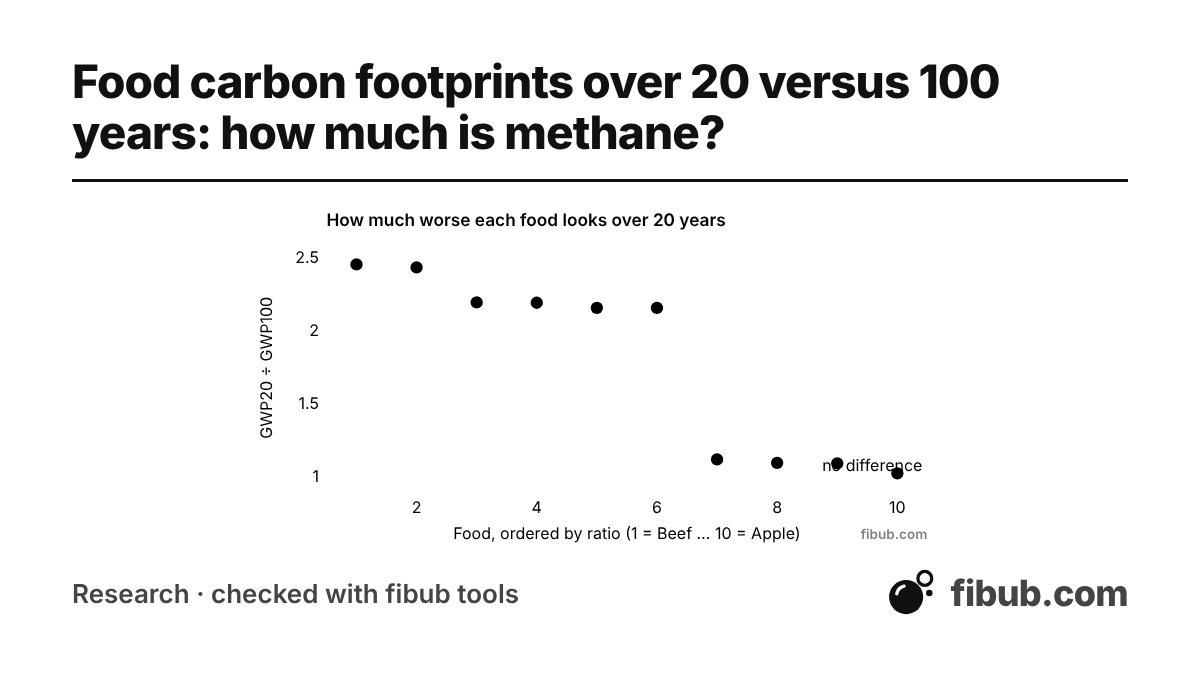 Food carbon footprints over 20 versus 100
years: how much is methane?
How much worse each food looks over 20 years
2.5
2
1.5
1
GWP20 ÷ GWP100
no difference
2 4 6 8 10
Food, ordered by ratio (1 = Beef … 10 = Apple)
fibub.com
Research · checked with fibub tools
fibub.com